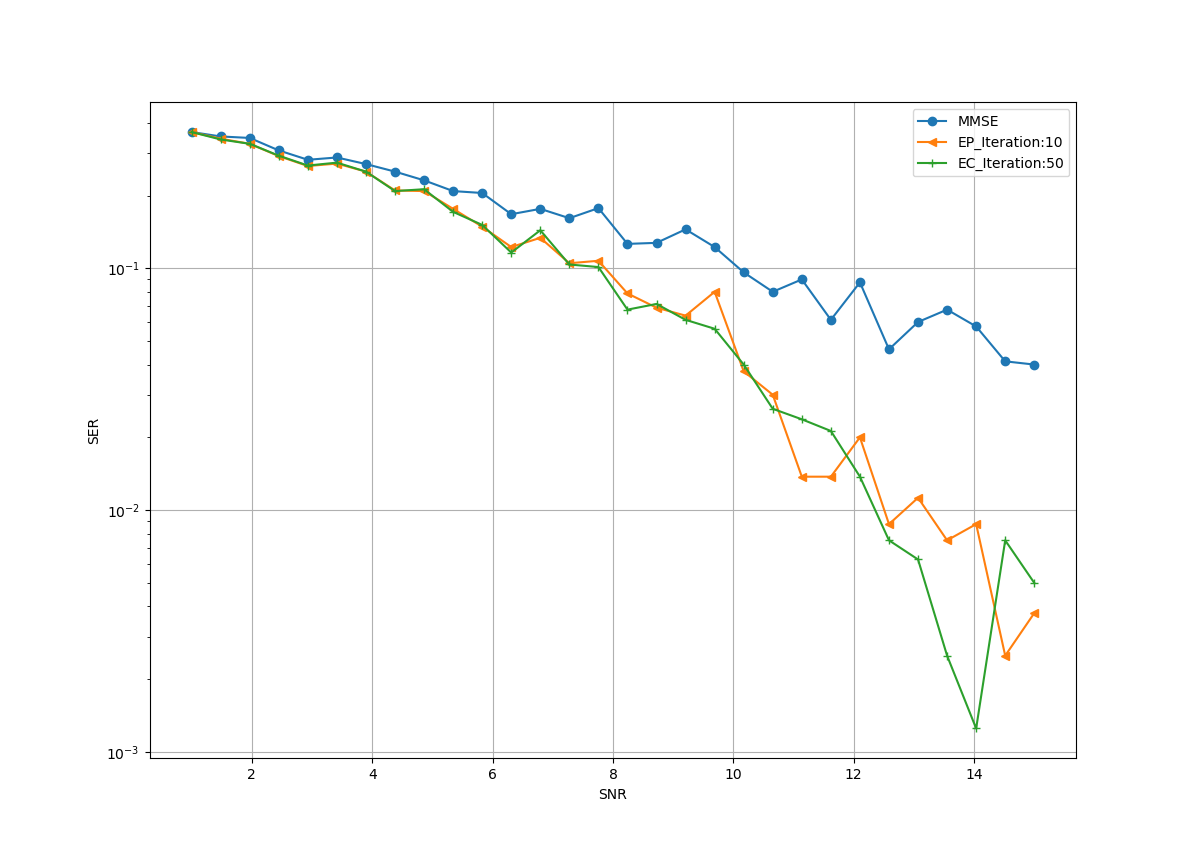 MMSE
EP_Iteration:10
EC_Iteration:50
10⁻¹
10⁻²
10⁻³
SER
2 4 6 8 10 12 14
SNR